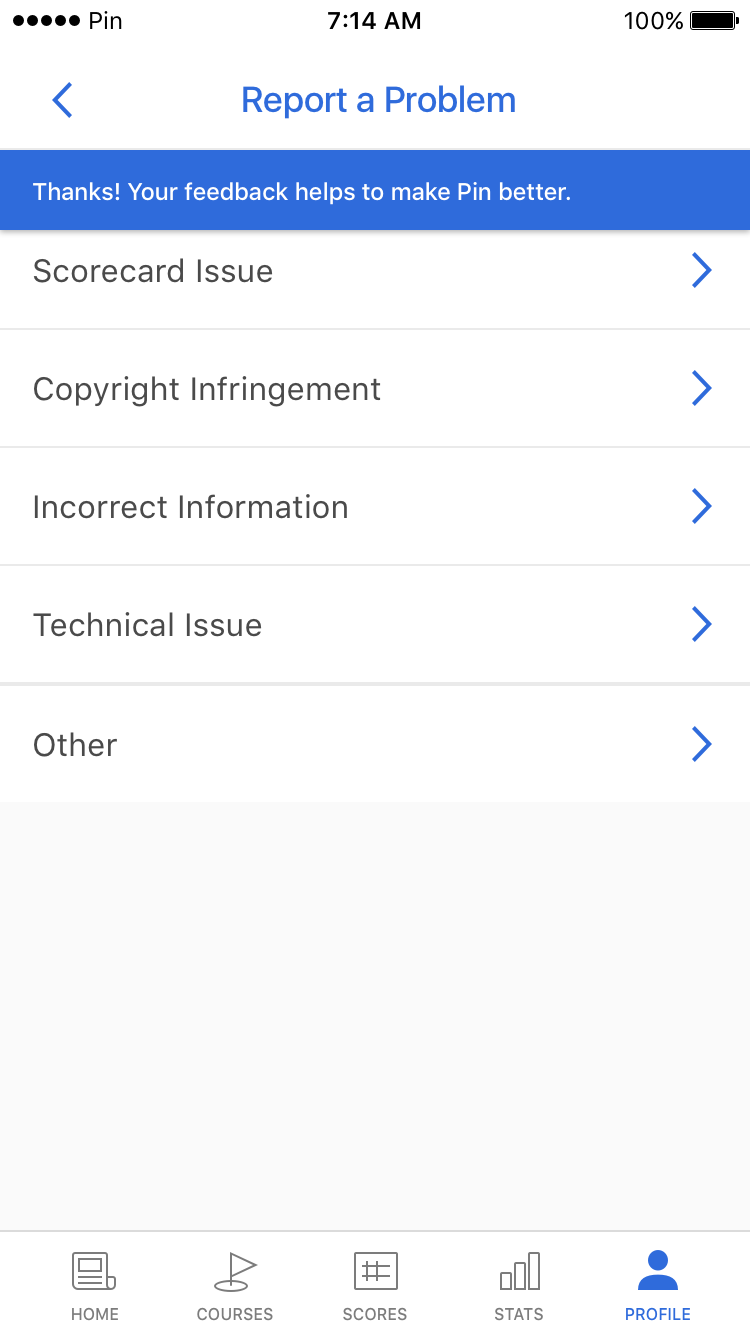 Pin 7:14 AM 100%
Report a Problem
Thanks! Your feedback helps to make Pin better.
Scorecard Issue
Copyright Infringement
Incorrect Information
Technical Issue
Other
HOME COURSES SCORES STATS PROFILE